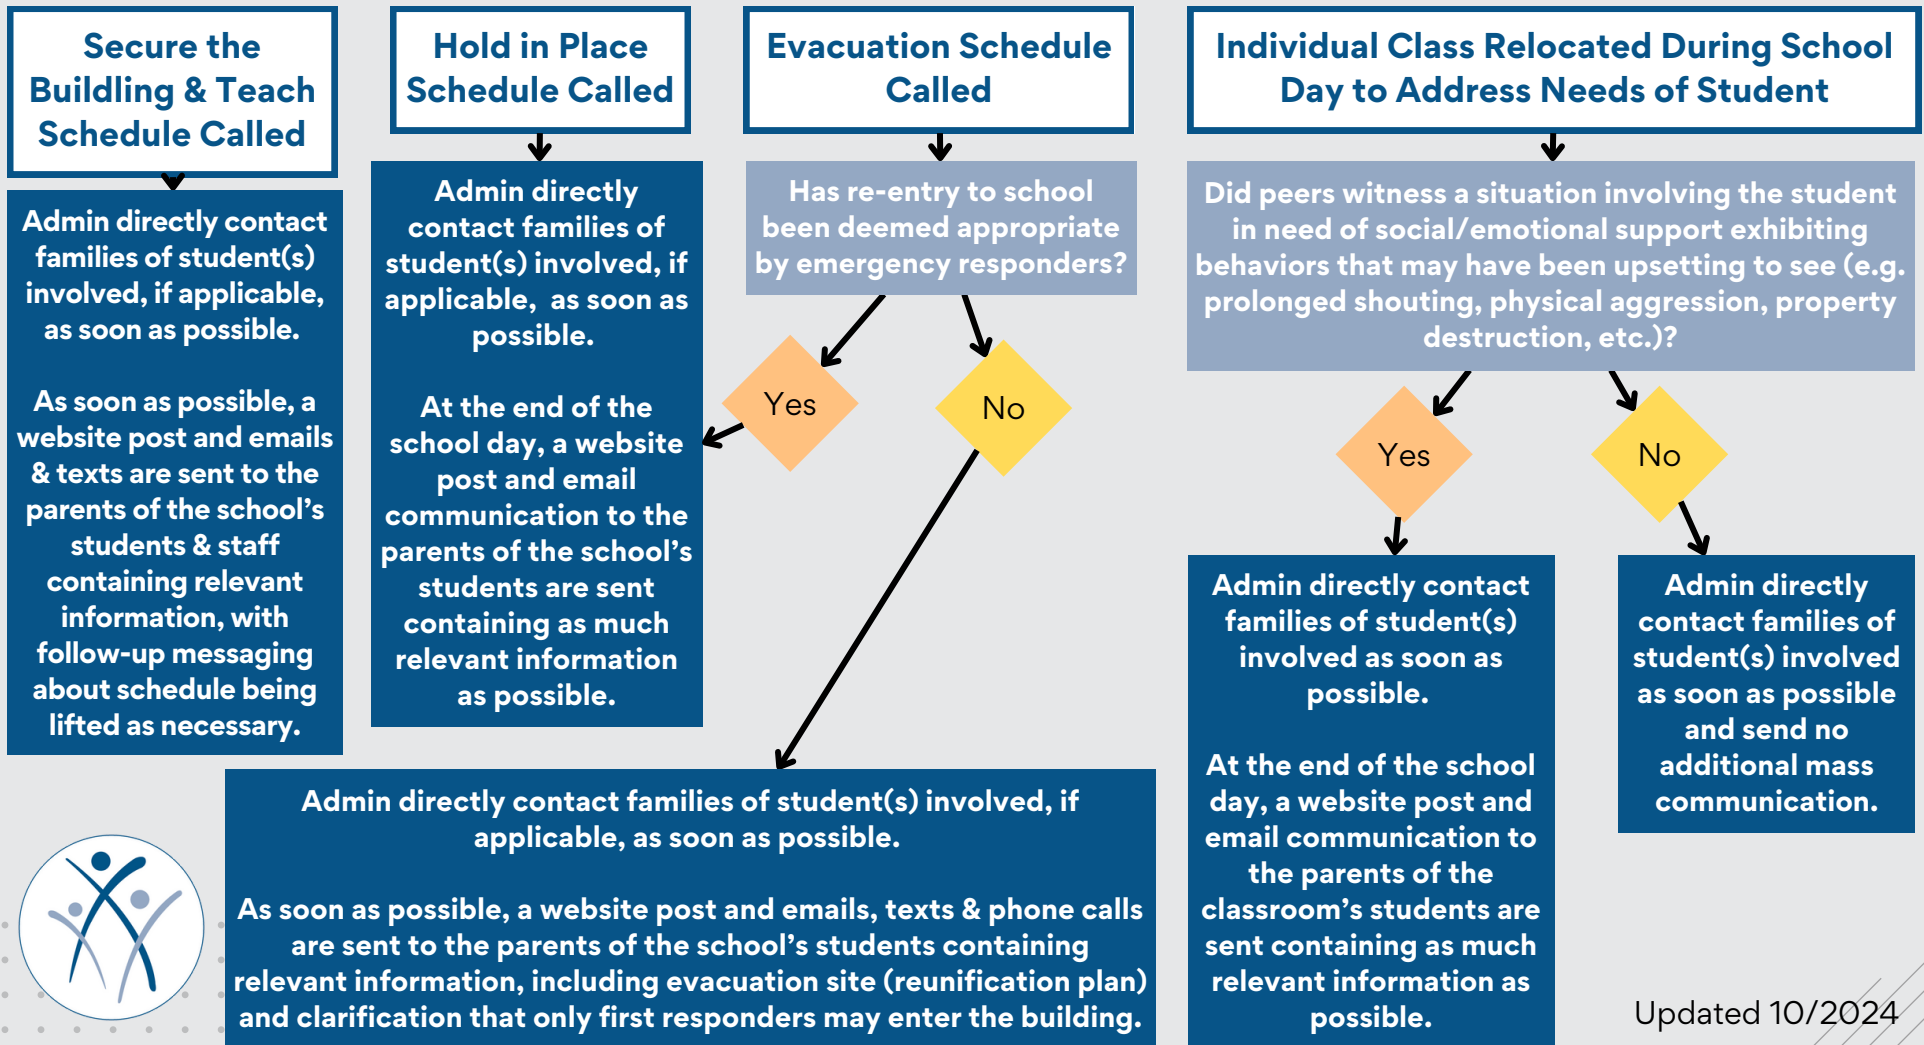 Secure the
Buildling & Teach
Schedule Called
Admin directly contact
families of student(s)
involved, if applicable,
as soon as possible.
As soon as possible, a
website post and emails
& texts are sent to the
parents of the school's
students & staff
containing relevant
information, with
follow-up messaging
about schedule being
lifted as necessary.
Hold in Place
Schedule Called
Admin directly
contact families of
student(s) involved, if
applicable, as soon as
possible.
At the end of the
school day, a website
post and email
communication to the
parents of the school's
students are sent
containing as much
relevant information
as possible.
Evacuation Schedule
Called
Has re-entry to school
been deemed appropriate
by emergency responders?
Yes
No
Admin directly contact families of student(s) involved, if
applicable, as soon as possible.
As soon as possible, a website post and emails, texts & phone calls
are sent to the parents of the school's students containing
relevant information, including evacuation site (reunification plan)
and clarification that only first responders may enter the building.
Individual Class Relocated During School
Day to Address Needs of Student
Did peers witness a situation involving the student
in need of social/emotional support exhibiting
behaviors that may have been upsetting to see (e.g.
prolonged shouting, physical aggression, property
destruction, etc.)?
Yes
No
Admin directly contact
families of student(s)
involved as soon as
possible.
At the end of the school
day, a website post and
email communication to
the parents of the
classroom's students are
sent containing as much
relevant information as
possible.
Admin directly
contact families of
student(s) involved
as soon as possible
and send no
additional mass
communication.
Updated 10/2024